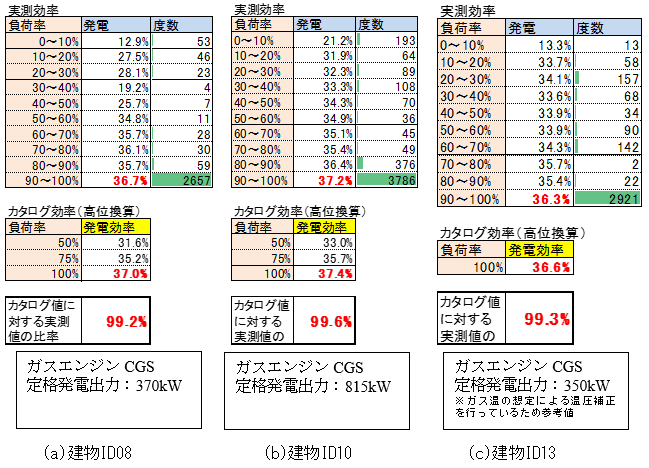 実測効率
負荷率 発電 度数
0~10% 12.9% 53
10~20% 27.5% 46
20~30% 28.1% 23
30~40% 19.2% 4
40~50% 25.7% 7
50~60% 34.8% 11
60~70% 35.7% 28
70~80% 36.1% 30
80~90% 35.7% 59
90~100% 36.7% 2657
カタログ効率(高位換算)
負荷率 発電効率
50% 31.6%
75% 35.2%
100% 37.0%
カタログ値に
対する実測
値の比率
99.2%
ガスエンジン CGS
定格発電出力:370kW
(a)建物ID08
実測効率
負荷率 発電 度数
0~10% 21.2% 193
10~20% 31.9% 64
20~30% 32.3% 89
30~40% 33.3% 108
40~50% 34.3% 70
50~60% 34.9% 36
60~70% 35.1% 45
70~80% 35.4% 49
80~90% 36.4% 376
90~100% 37.2% 3786
カタログ効率(高位換算)
負荷率 発電効率
50% 33.0%
75% 35.7%
100% 37.4%
カタログ値
に対する
実測値の
99.6%
ガスエンジン CGS
定格発電出力:815kW
(b)建物ID10
実測効率
負荷率 発電 度数
0~10% 13.3% 13
10~20% 33.7% 58
20~30% 34.1% 157
30~40% 33.6% 68
40~50% 33.9% 34
50~60% 33.9% 90
60~70% 34.3% 142
70~80% 35.7% 2
80~90% 35.4% 22
90~100% 36.3% 2921
カタログ効率(高位換算)
負荷率 発電効率
100% 36.6%
カタログ値
に対する
実測値の
99.3%
ガスエンジン CGS
定格発電出力:350kW
※ガス温の想定による温圧補正
を行っているため参考値
(c)建物ID13